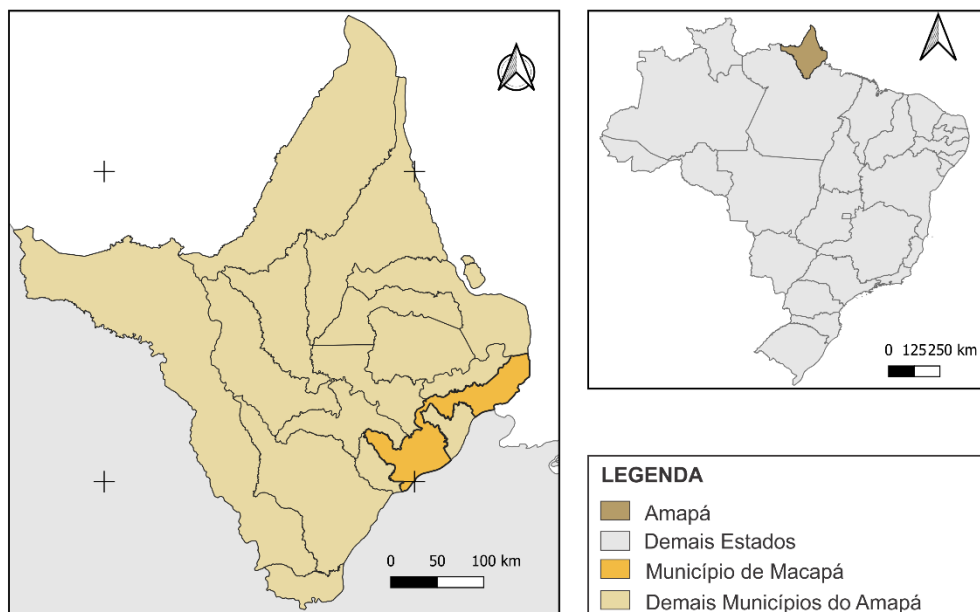 0 50 100 km
0 125250 km
LEGENDA
Amapá
Demais Estados
Município de Macapá
Demais Municípios do Amapá